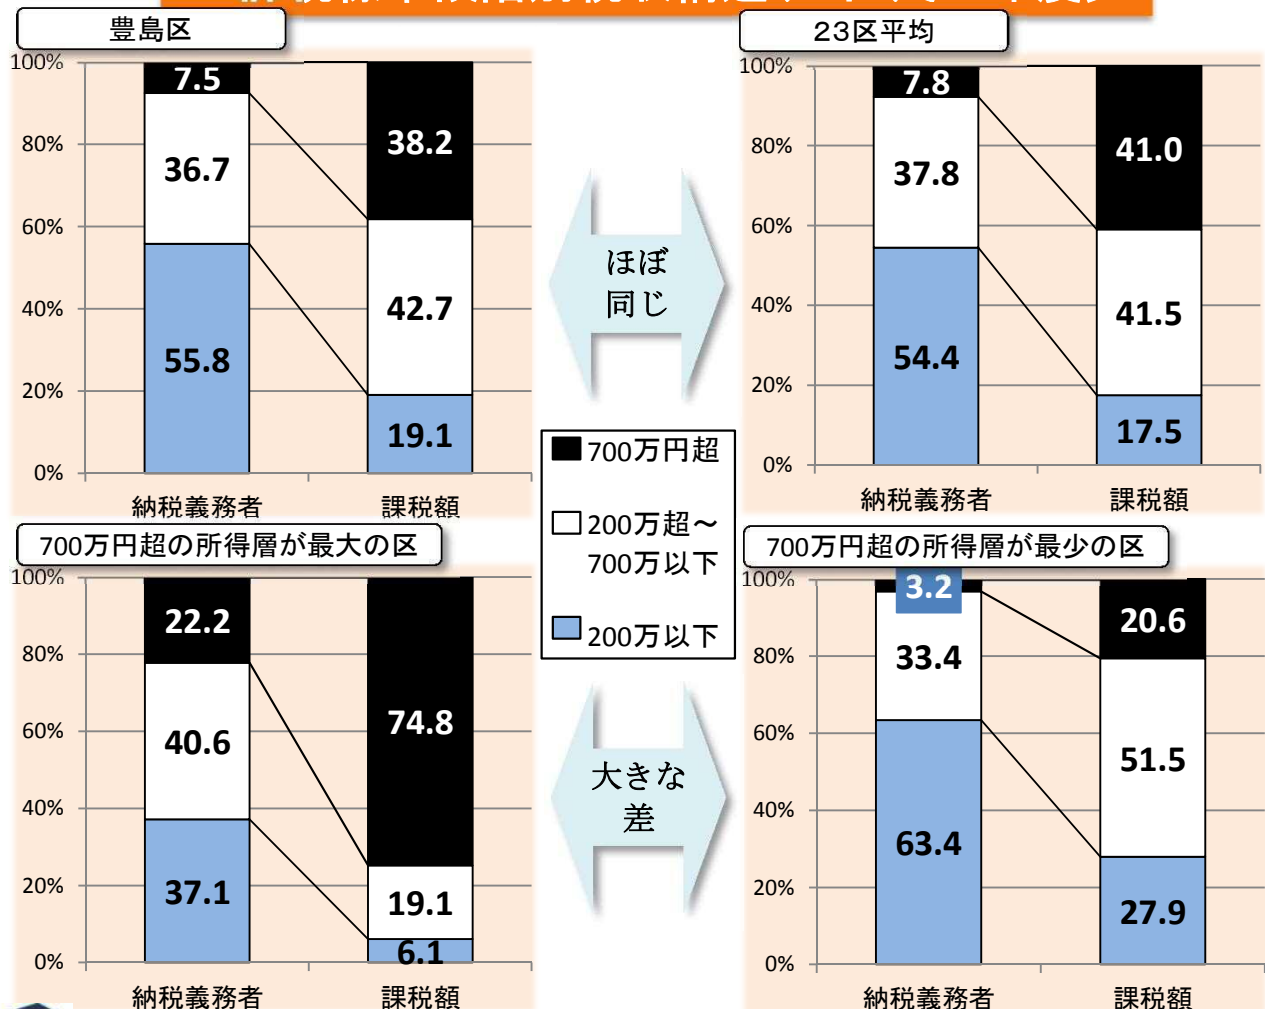 豊島区
100%
80%
60%
40%
20%
0%
7.5
36.7
55.8
38.2
42.7
19.1
納税義務者
課税額
ほぼ
同じ
23区平均
100%
80%
60%
40%
20%
0%
7.8
37.8
54.4
41.0
41.5
17.5
納税義務者
課税額
700万円超
200万超～
700万以下
200万以下
700万円超の所得層が最大の区
100%
80%
60%
40%
20%
0%
22.2
40.6
37.1
74.8
19.1
6.1
納税義務者
課税額
大きな
差
700万円超の所得層が最少の区
100%
80%
60%
40%
20%
0%
3.2
33.4
63.4
20.6
51.5
27.9
納税義務者
課税額